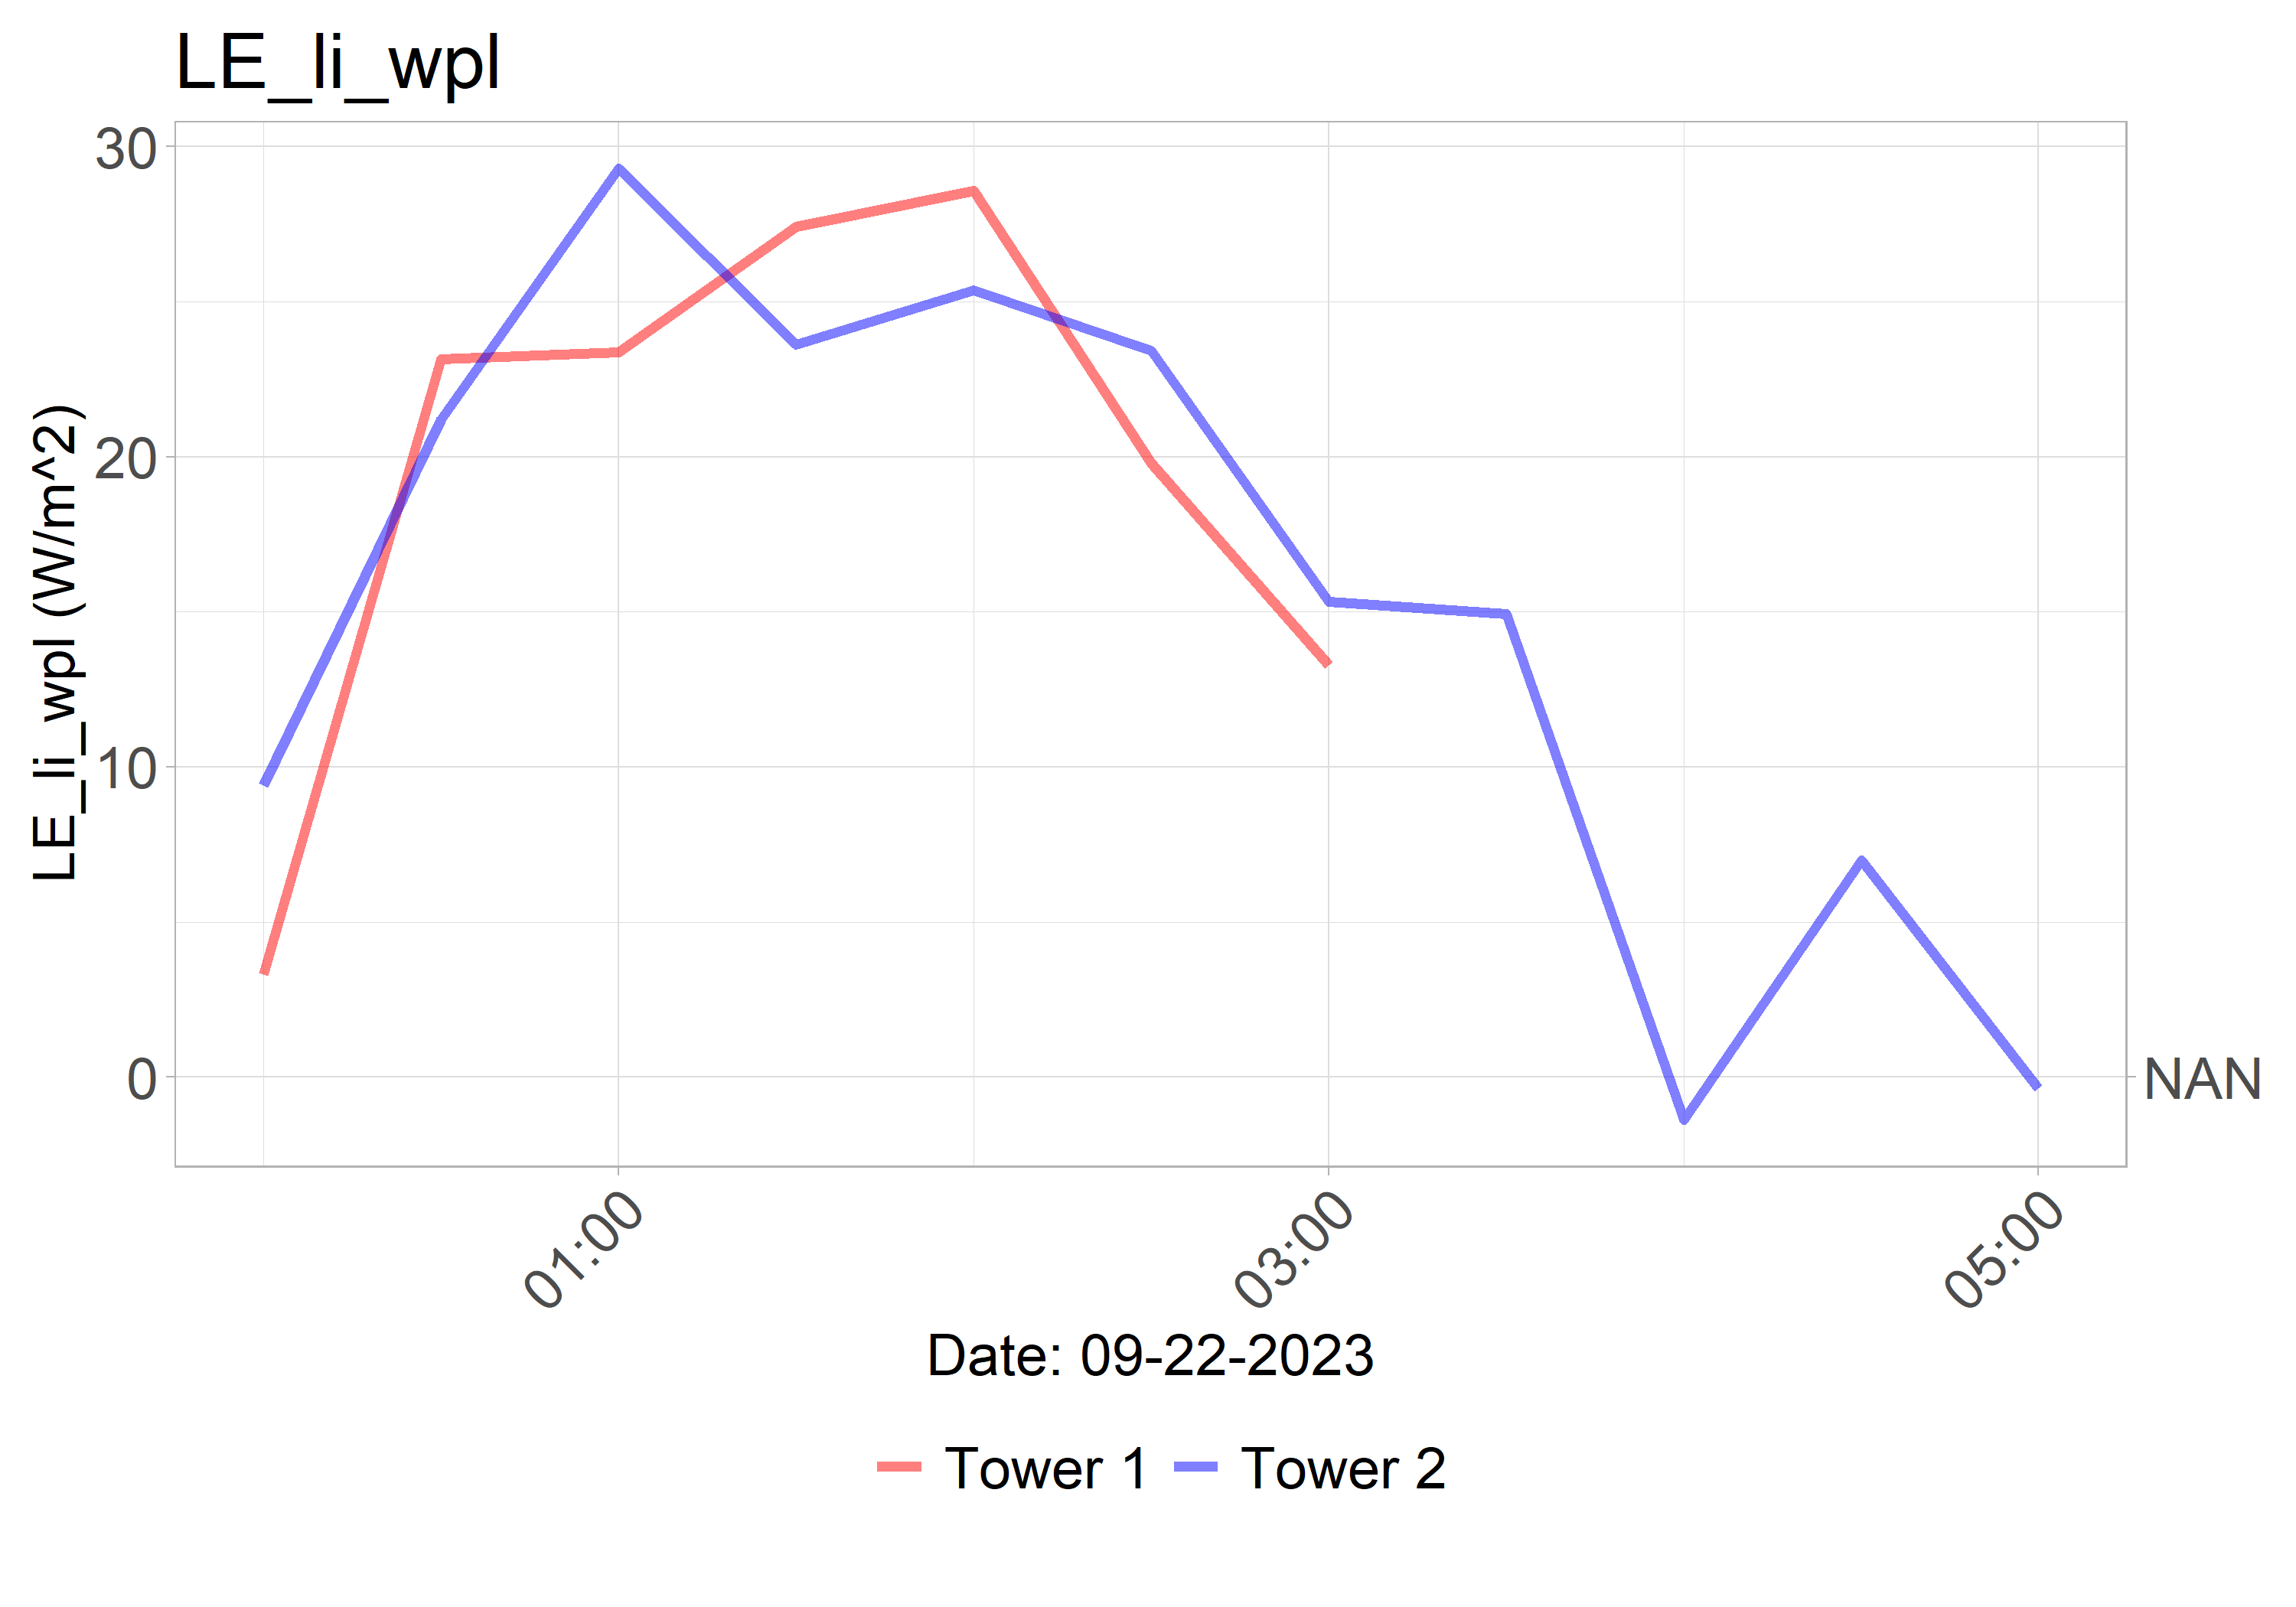 LE_li_wpl
LE_li_wpl (W/m^2)
30
20
10
0
NAN
01:00
03:00
05:00
Date: 09-22-2023
Tower 1
Tower 2